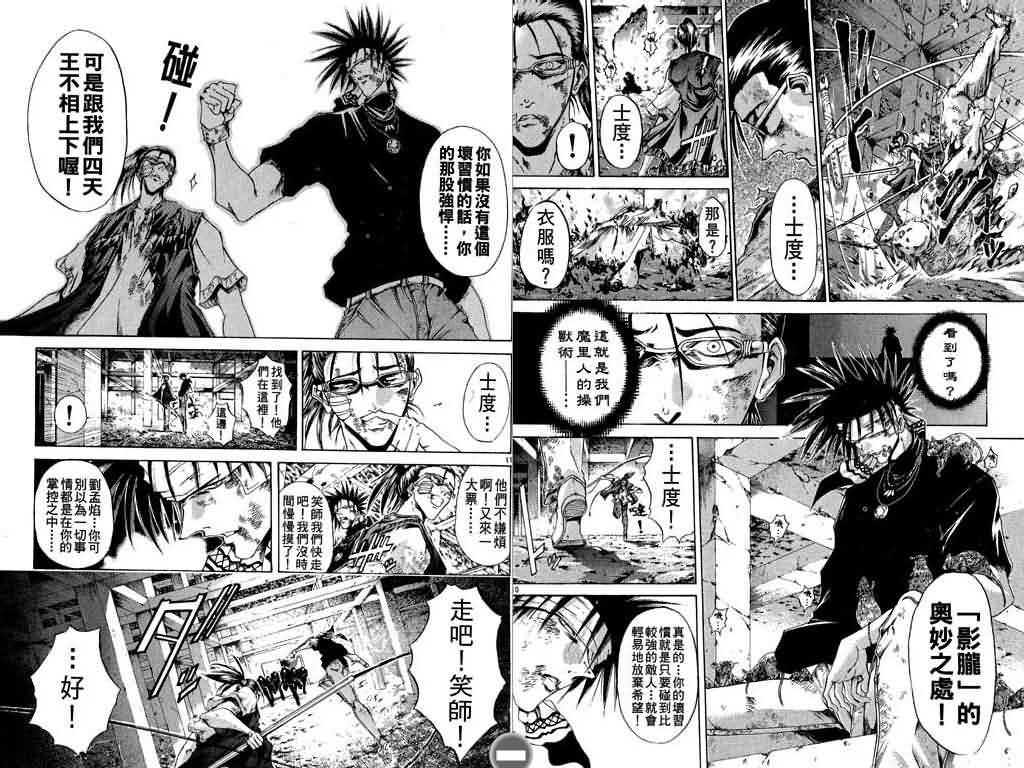 …士度…
士度…
！
那是？
衣服嗎？
看到了嗎？
這就是我們
魔里人的操
獸術……
「影朧」的
奧妙之處！
…士度！
噠！
真是的…你的壞習
慣就是只要碰到比
較強的敵人…就會
輕易地放棄希望！
10
你如果沒有這個
壞習慣的話，你
的那股強悍……
碰！
可是跟我們四天
王不相上下喔！
士度…
找到了！他
們在這裡！
這邊！
！
11
他們不嫌煩
啊！又來一
大票…
笑師我們快走
吧！我們沒時
間慢慢摸了！
劉孟焰…你可
別以為一切事
情都是在你的
掌控之中…
走吧！笑師！
…好！